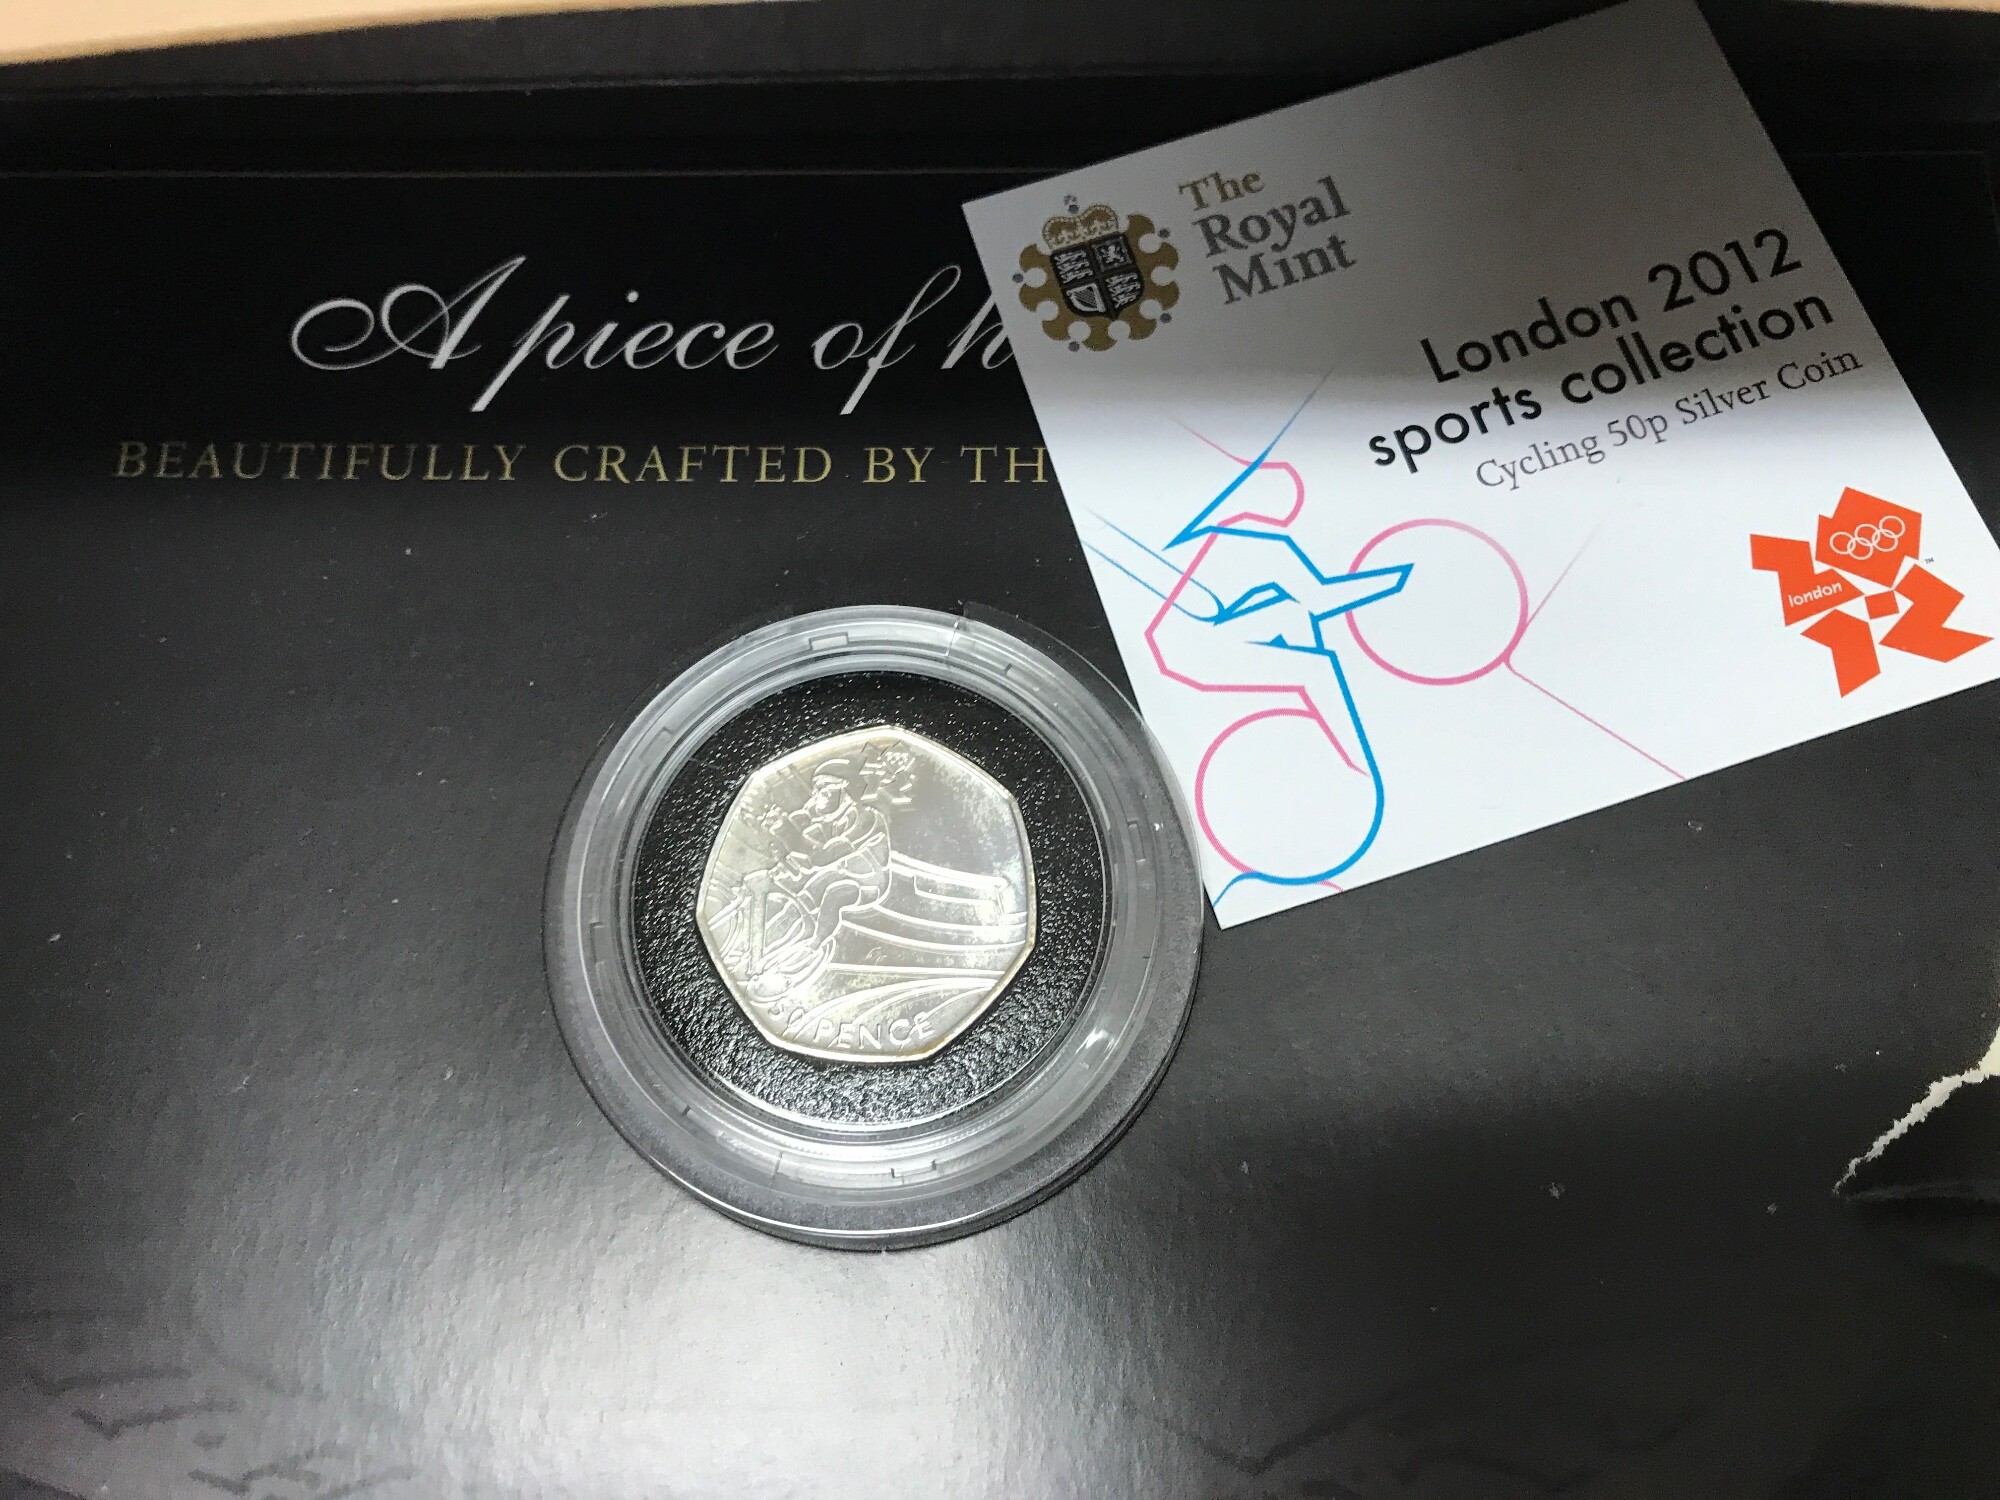 A piece of h
BEAUTIFULLY CRAFTED BY TH
The
Royal
Mint
London 2012
sports collection
Cycling 50p Silver Coin
london
TM
50 PENCE